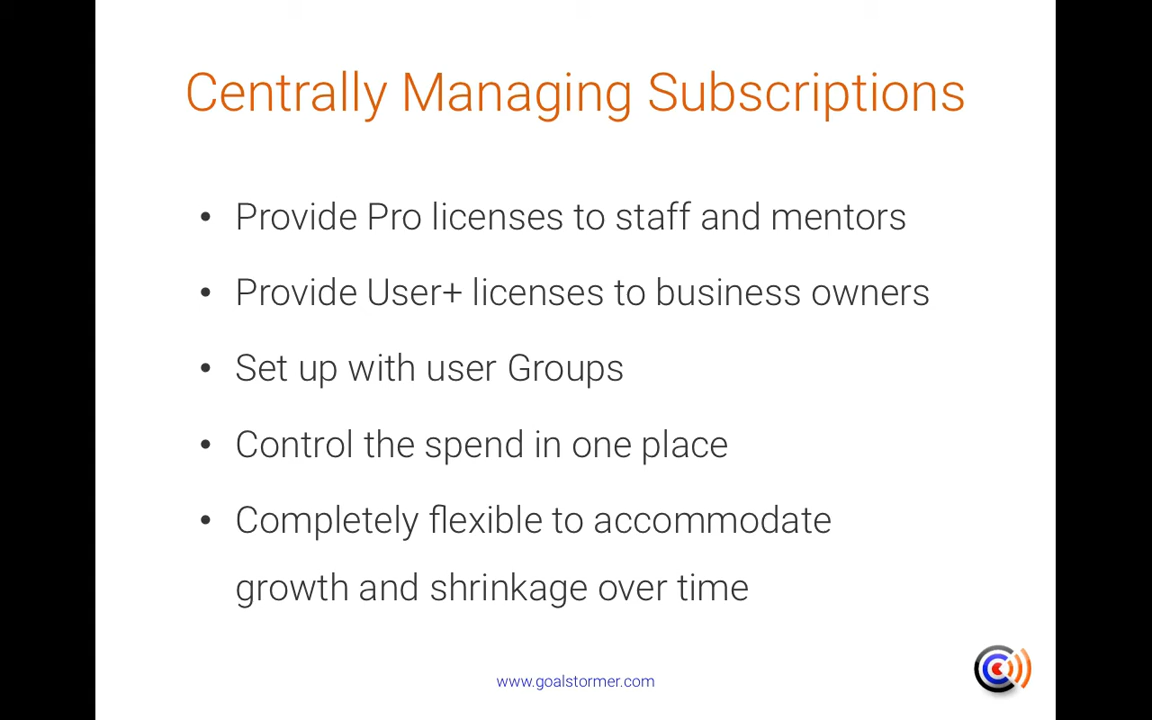 Centrally Managing Subscriptions
• Provide Pro licenses to staff and mentors
• Provide User+ licenses to business owners
• Set up with user Groups
• Control the spend in one place
• Completely flexible to accommodate
growth and shrinkage over time
www.goalstormer.com